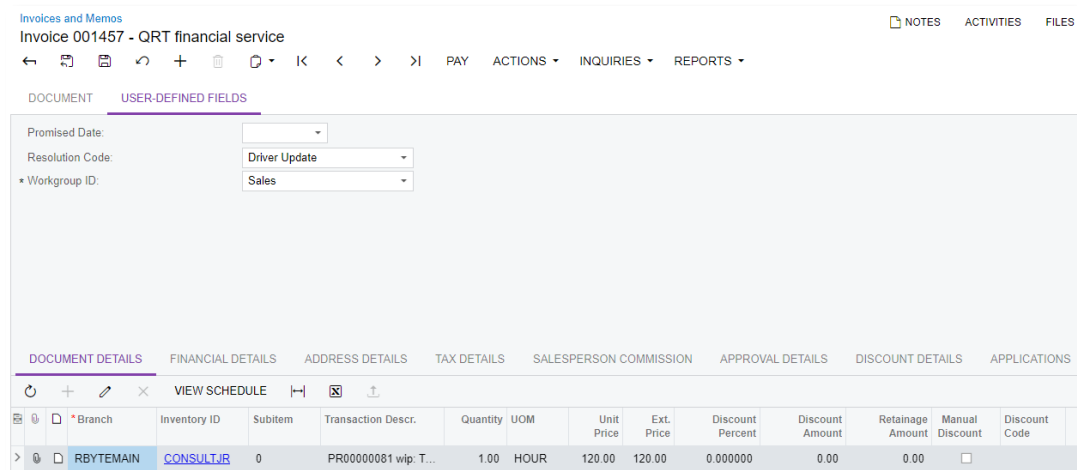 Invoices and Memos
NOTES ACTIVITIES FILES
Invoice 001457 - QRT financial service
PAY ACTIONS INQUIRIES REPORTS
DOCUMENT USER-DEFINED FIELDS
Promised Date:
Resolution Code: Driver Update
* Workgroup ID: Sales
DOCUMENT DETAILS FINANCIAL DETAILS ADDRESS DETAILS TAX DETAILS SALESPERSON COMMISSION APPROVAL DETAILS DISCOUNT DETAILS APPLICATIONS
VIEW SCHEDULE
* Branch Inventory ID Subitem Transaction Descr. Quantity UOM Unit Price Ext. Price Discount Percent Discount Amount Retainage Amount Manual Discount Discount Code
RBYTEMAIN CONSULTJR 0 PR00000081 wip: T... 1.00 HOUR 120.00 120.00 0.000000 0.00 0.00